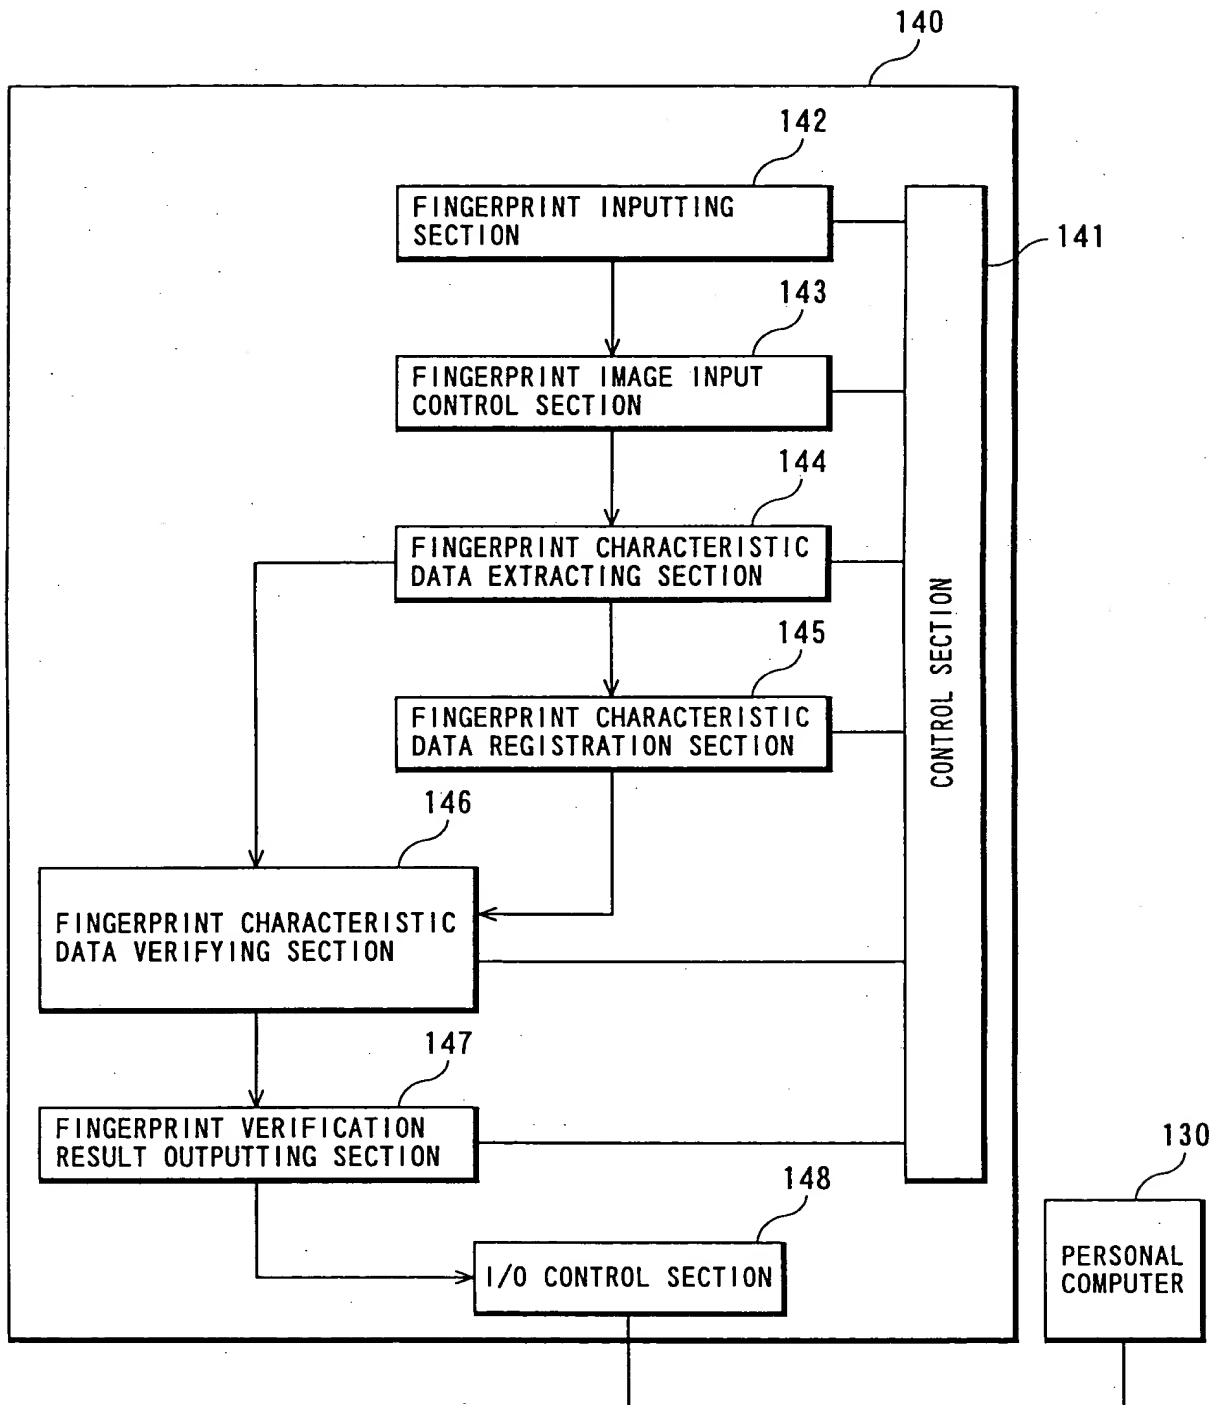 140
142
FINGERPRINT INPUTTING
SECTION
141
143
FINGERPRINT IMAGE INPUT
CONTROL SECTION
144
FINGERPRINT CHARACTERISTIC
DATA EXTRACTING SECTION
CONTROL SECTION
145
FINGERPRINT CHARACTERISTIC
DATA REGISTRATION SECTION
146
FINGERPRINT CHARACTERISTIC
DATA VERIFYING SECTION
147
FINGERPRINT VERIFICATION
RESULT OUTPUTTING SECTION
130
148
PERSONAL
COMPUTER
I/O CONTROL SECTION